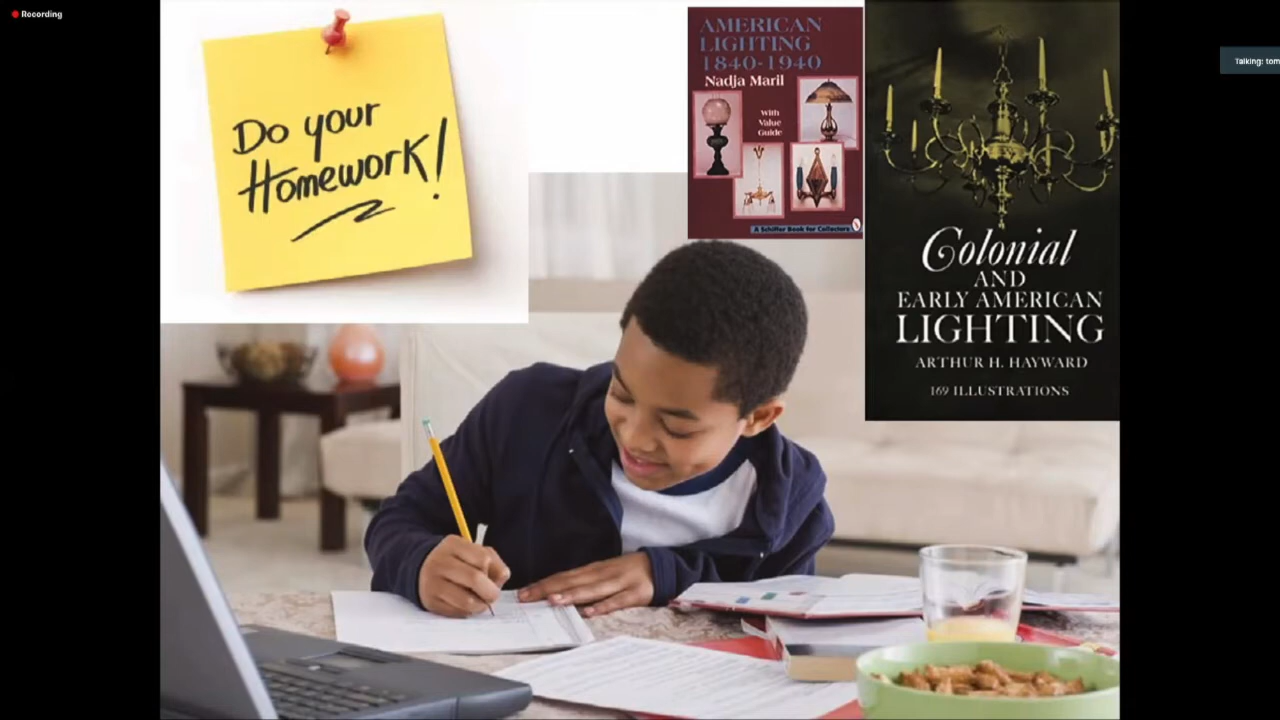 Recording
Talking: tom
Do your
Homework!
AMERICAN
LIGHTING
1840-1940
Nadja Maril
With
Value
Guide
A Schiffer Book for Collectors
Colonial
AND
EARLY AMERICAN
LIGHTING
ARTHUR H. HAYWARD
169 ILLUSTRATIONS